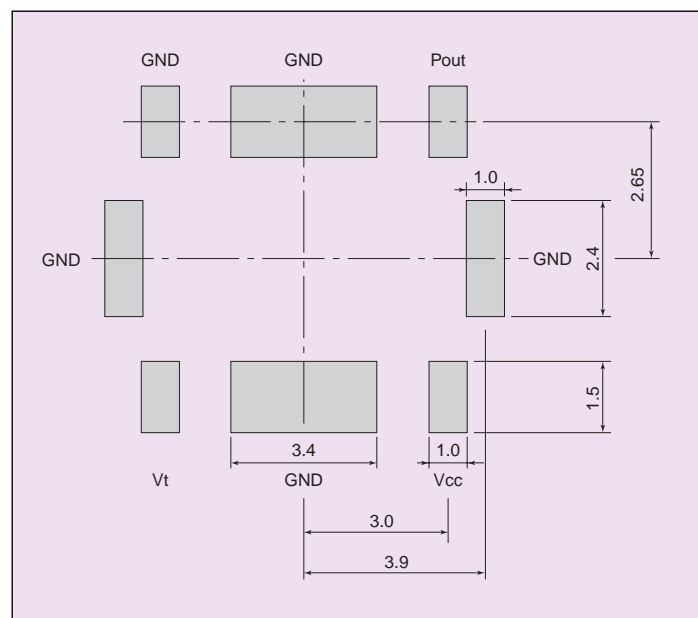 GND GND Pout
1.0
2.65
GND
GND
2.4
1.5
3.4
1.0
Vt GND Vcc
3.0
3.9